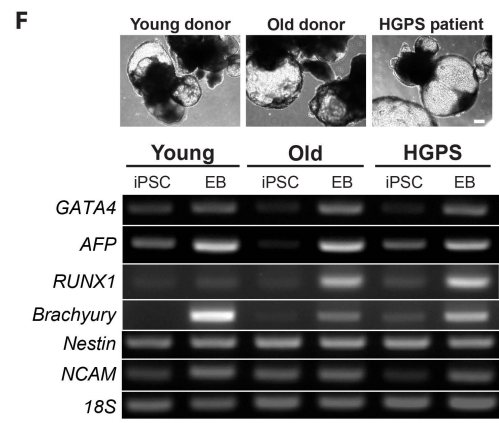 F
Young donor Old donor HGPS patient
Young Old HGPS
iPSC EB iPSC EB iPSC EB
GATA4
AFP
RUNX1
Brachyury
Nestin
NCAM
18S